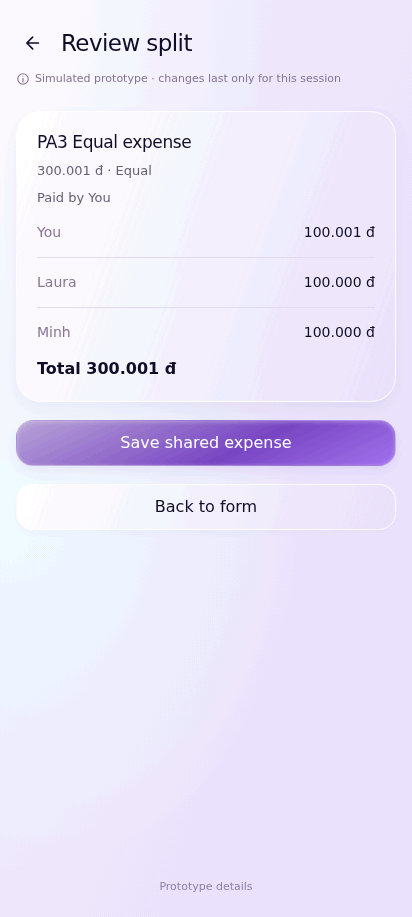 Review split
Simulated prototype · changes last only for this session
PA3 Equal expense
300.001 đ · Equal
Paid by You
You 100.001 đ
Laura 100.000 đ
Minh 100.000 đ
Total 300.001 đ
Save shared expense
Back to form
Prototype details